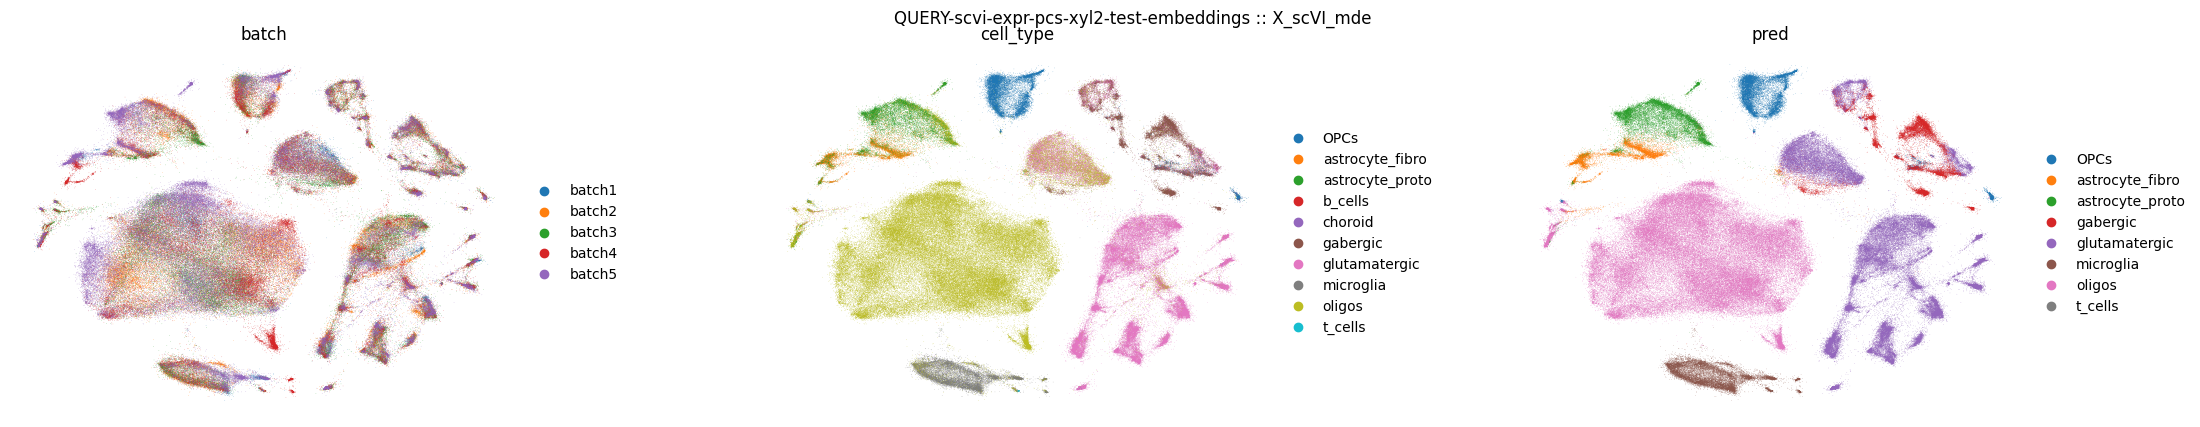 QUERY-scvi-expr-pcs-xyl2-test-embeddings :: X_scVI_mde
batch
batch1
batch2
batch3
batch4
batch5
cell_type
OPCs
astrocyte_fibro
astrocyte_proto
b_cells
choroid
gabergic
glutamatergic
microglia
oligos
t_cells
pred
OPCs
astrocyte_fibro
astrocyte_proto
gabergic
glutamatergic
microglia
oligos
t_cells